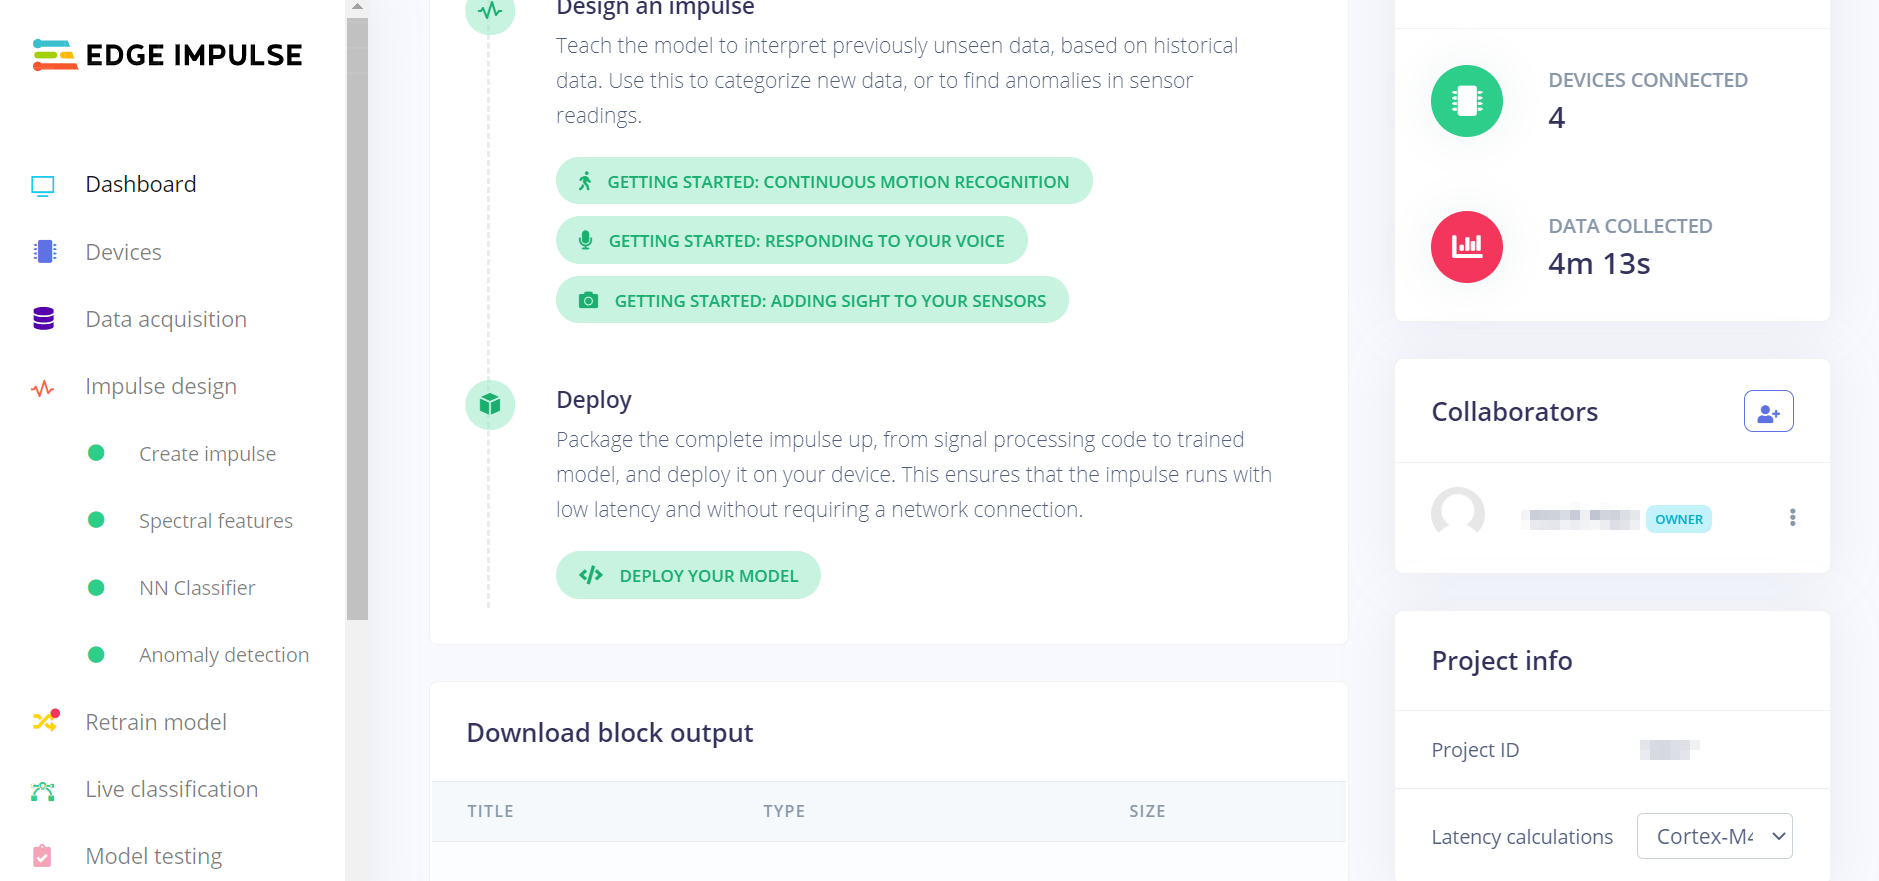 EDGE IMPULSE
Dashboard
Devices
Data acquisition
Impulse design
Create impulse
Spectral features
NN Classifier
Anomaly detection
Retrain model
Live classification
Model testing
Design an impulse
Teach the model to interpret previously unseen data, based on historical
data. Use this to categorize new data, or to find anomalies in sensor
readings.
GETTING STARTED: CONTINUOUS MOTION RECOGNITION
GETTING STARTED: RESPONDING TO YOUR VOICE
GETTING STARTED: ADDING SIGHT TO YOUR SENSORS
Deploy
Package the complete impulse up, from signal processing code to trained
model, and deploy it on your device. This ensures that the impulse runs with
low latency and without requiring a network connection.
DEPLOY YOUR MODEL
Download block output
TITLE TYPE SIZE
DEVICES CONNECTED
4
DATA COLLECTED
4m 13s
Collaborators
OWNER
Project info
Project ID
Latency calculations Cortex-M4